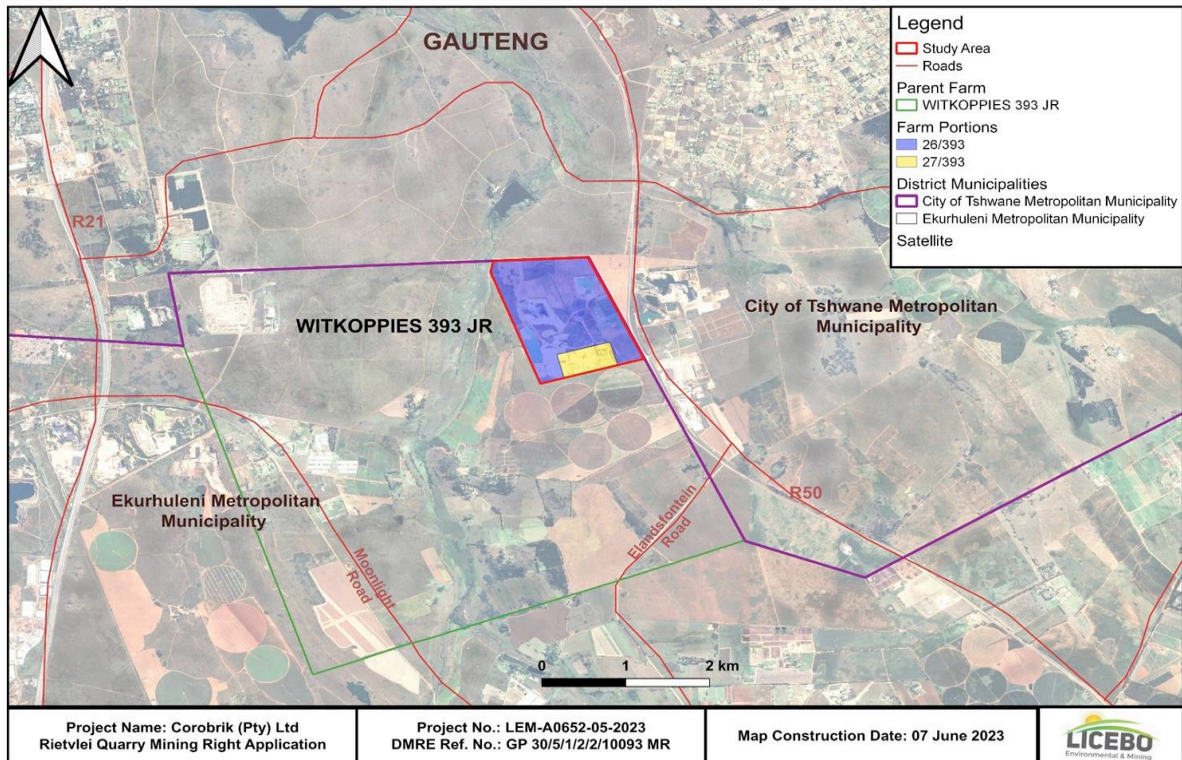 GAUTENG
R21
WITKOPPIES 393 JR
City of Tshwane Metropolitan
Municipality
Ekurhuleni Metropolitan
Municipality
Moonlight
Road
Elandsfontein
Road
R50
0 1 2 km
Legend
Study Area
Roads
Parent Farm
WITKOPPIES 393 JR
Farm Portions
26/393
27/393
District Municipalities
City of Tshwane Metropolitan Municipality
Ekurhuleni Metropolitan Municipality
Satellite
Project Name: Corobrik (Pty) Ltd
Rietvlei Quarry Mining Right Application
Project No.: LEM-A0652-05-2023
DMRE Ref. No.: GP 30/5/1/2/2/10093 MR
Map Construction Date: 07 June 2023
LICEBO
Environmental & Mining